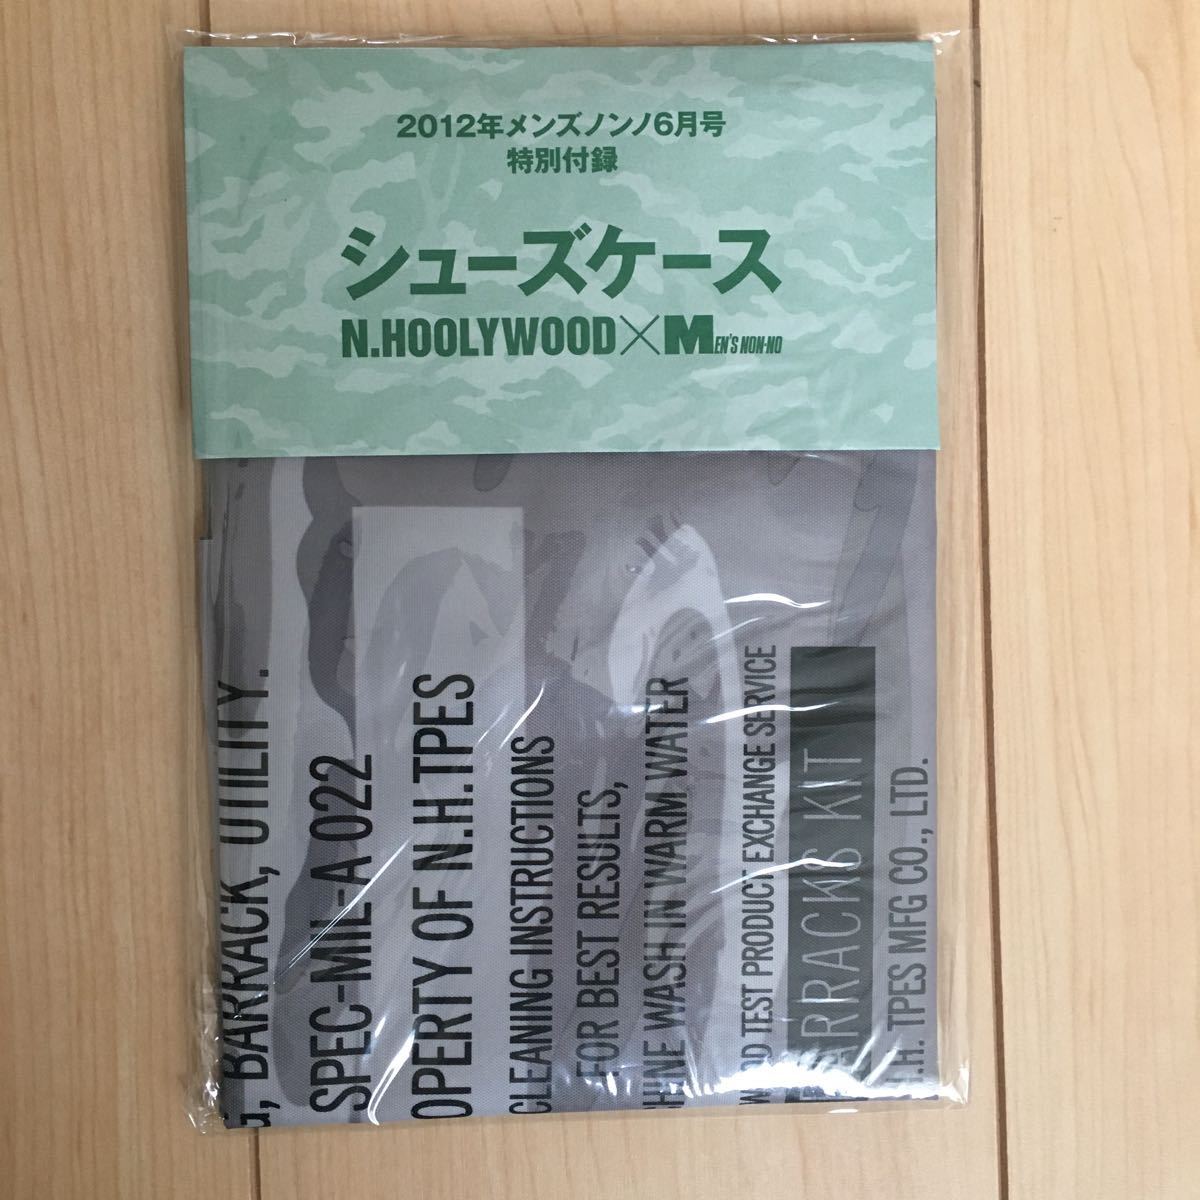 2012年メンズノンノ6月号
特別付録
シューズケース
N.HOOLYWOOD×MEN'S NON-NO
BARRACK, UTILITY.
SPEC-MIL-A 022
OPERTY OF N.H.TPES
CLEANING INSTRUCTIONS
FOR BEST RESULTS,
HINE WASH IN WARM WATER
TEST PRODUCT EXCHANGE SERVICE
RRACKS KIT
.H. TPES MFG CO., LTD.